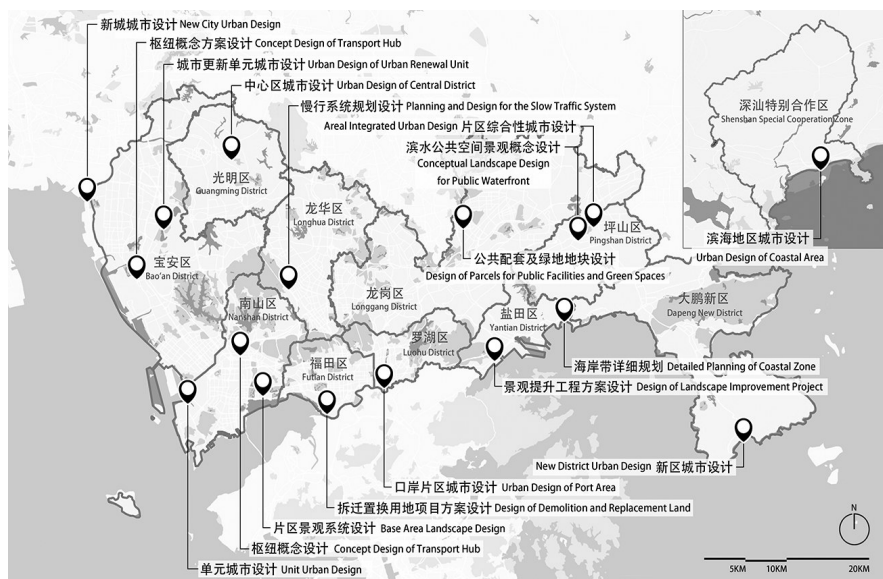 新城城市设计 New City Urban Design
枢纽概念方案设计 Concept Design of Transport Hub
城市更新单元城市设计 Urban Design of Urban Renewal Unit
中心区城市设计 Urban Design of Central District
慢行系统规划设计 Planning and Design for the Slow Traffic System
Areal Integrated Urban Design 片区综合性城市设计
滨水公共空间景观概念设计
Conceptual Landscape Design
for Public Waterfront
深汕特别合作区
Shenshan Special Cooperation Zone
光明区
Guangming District
龙华区
Longhua District
坪山区
Pingshan District
滨海地区城市设计
Urban Design of Coastal Area
宝安区
Bao'an District
公共配套及绿地地块设计
Design of Parcels for Public Facilities and Green Spaces
南山区
Nanshan District
龙岗区
Longgang District
大鹏新区
Dapeng New District
盐田区
Yantian District
罗湖区
Luohu District
福田区
Futian District
海岸带详细规划 Detailed Planning of Coastal Zone
景观提升工程方案设计 Design of Landscape Improvement Project
New District Urban Design 新区城市设计
口岸片区城市设计 Urban Design of Port Area
拆迁置换用地项目方案设计 Design of Demolition and Replacement Land
片区景观系统设计 Base Area Landscape Design
枢纽概念设计 Concept Design of Transport Hub
单元城市设计 Unit Urban Design
N
5KM 10KM 20KM